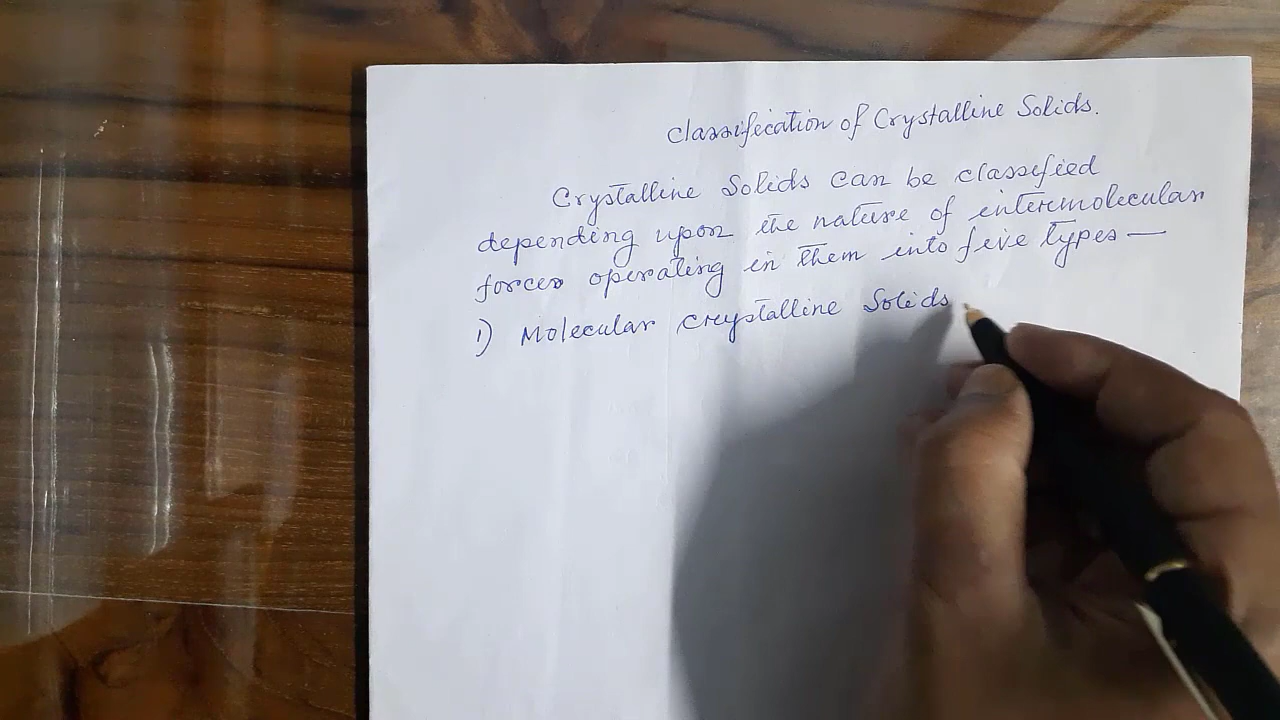 Classification of Crystalline Solids.
Crystalline Solids can be classified
depending upon the nature of intermolecular
forces operating in them into five types —
1) Molecular crystalline Solids